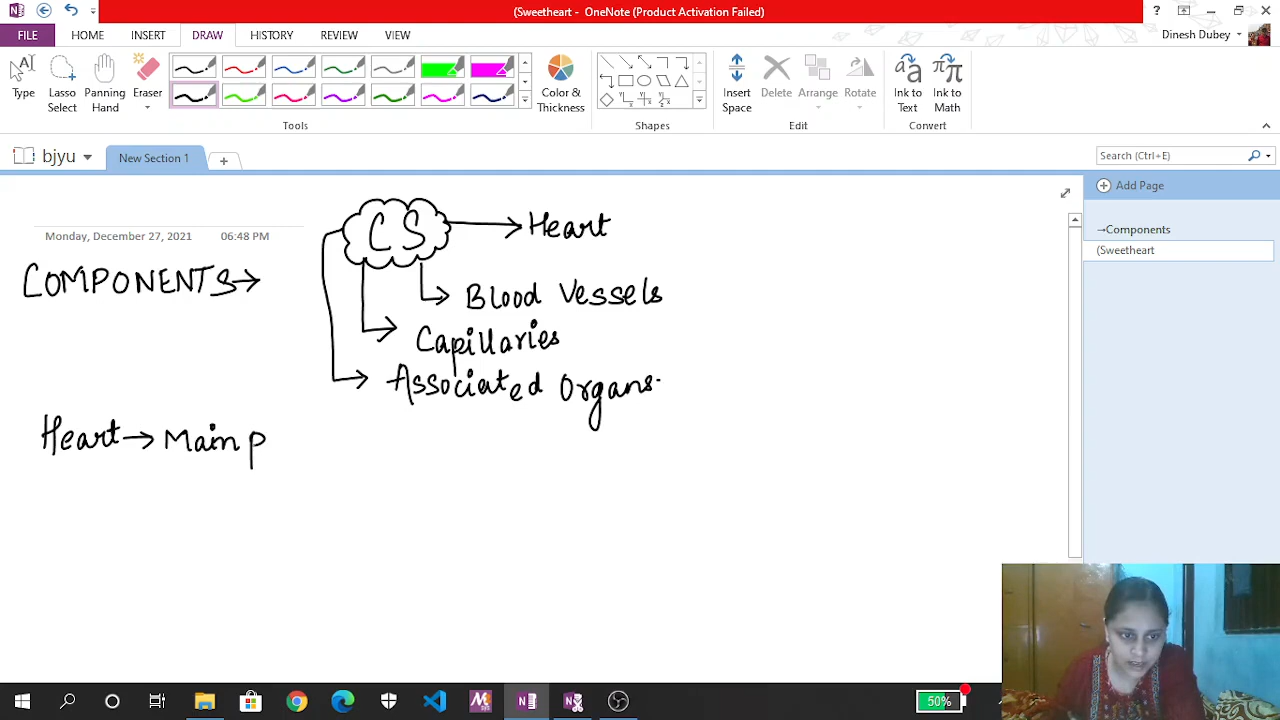 (Sweetheart - OneNote (Product Activation Failed)
?
FILE HOME INSERT DRAW HISTORY REVIEW VIEW
Dinesh Dubey
Type
Lasso Select
Panning Hand
Eraser
Color & Thickness
Insert Space
Delete
Arrange
Rotate
Ink to Text
Ink to Math
Tools
Shapes
Edit
Convert
bjyu
New Section 1
Search (Ctrl+E)
Add Page
→Components
(Sweetheart
Monday, December 27, 2021 06:48 PM
CS → Heart
COMPONENTS→
Blood Vessels
Capillaries
Associated Organs.
Heart → Main p
50%